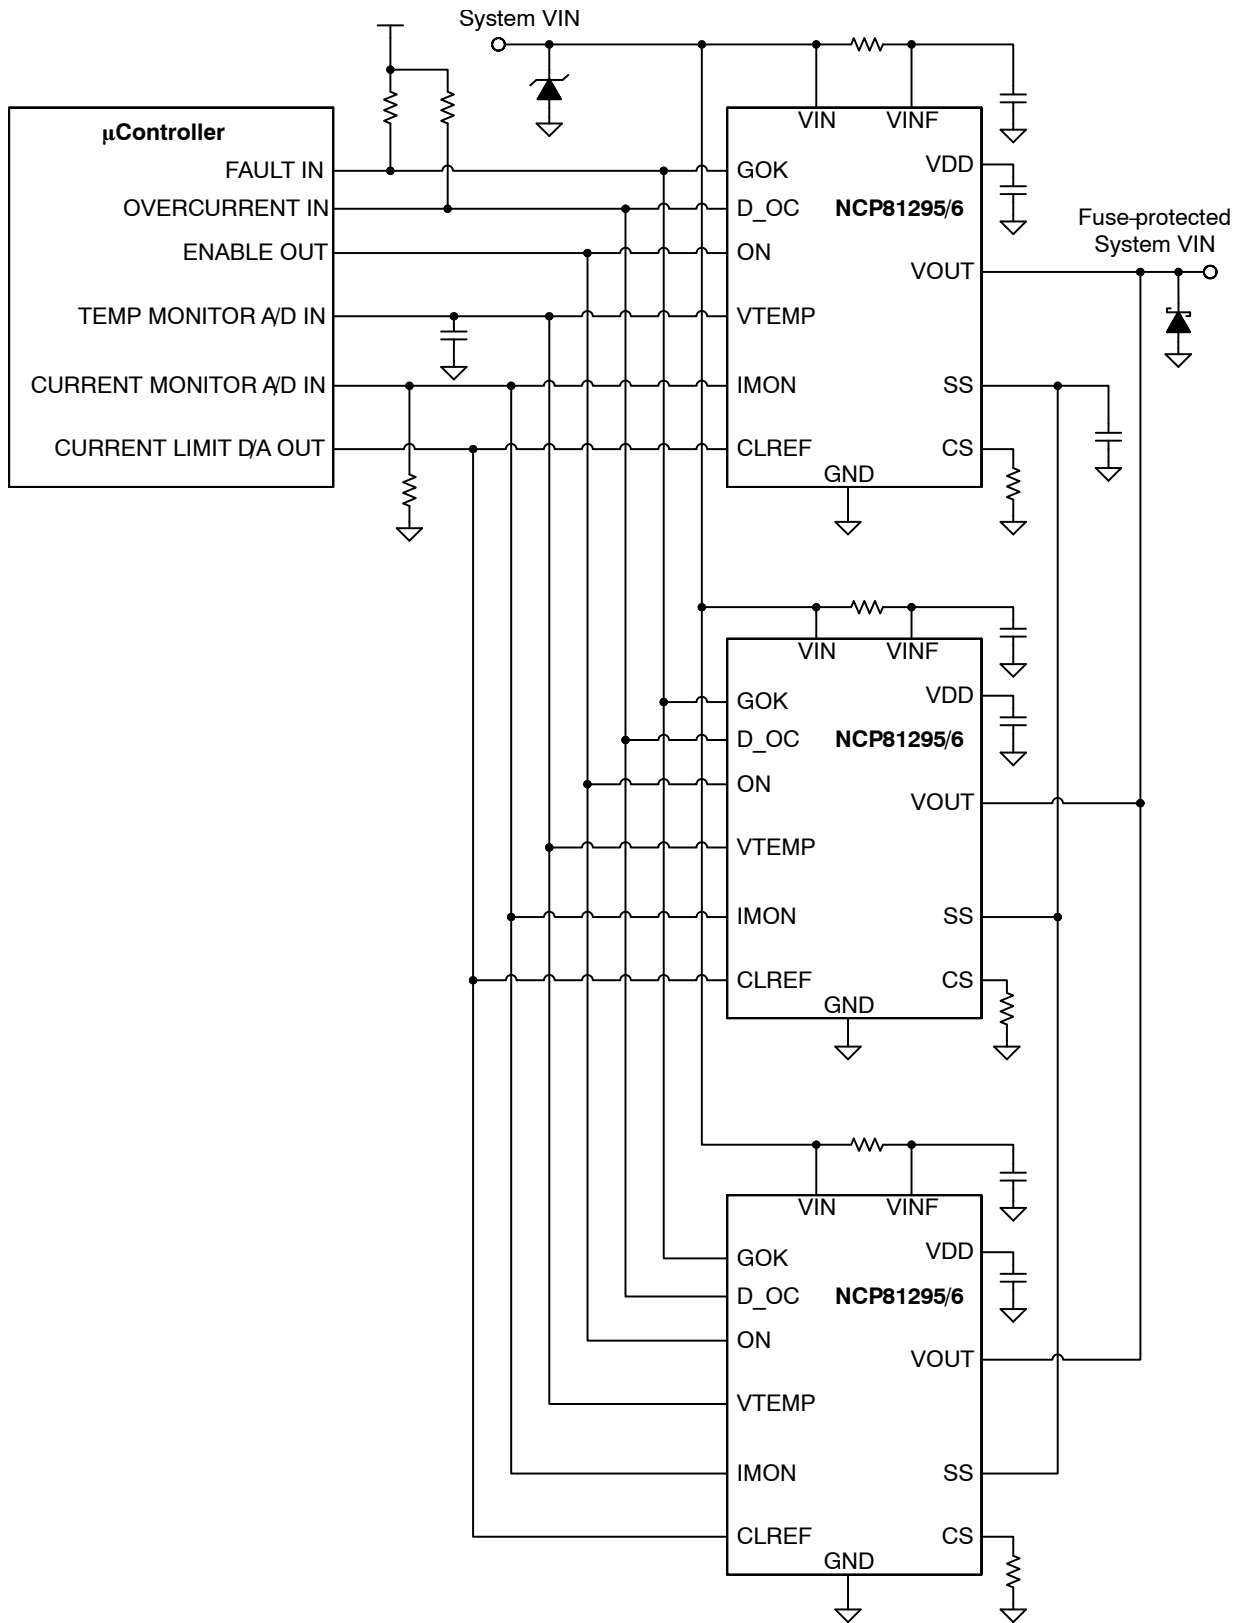 System VIN
µController
FAULT IN
OVERCURRENT IN
ENABLE OUT
TEMP MONITOR A/D IN
CURRENT MONITOR A/D IN
CURRENT LIMIT D/A OUT
VIN
VINF
GOK
D_OC
ON
VTEMP
IMON
CLREF
GND
NCP81295/6
VDD
VOUT
SS
CS
Fuse-protected
System VIN
VIN
VINF
GOK
D_OC
ON
VTEMP
IMON
CLREF
GND
NCP81295/6
VDD
VOUT
SS
CS
VIN
VINF
GOK
D_OC
ON
VTEMP
IMON
CLREF
GND
NCP81295/6
VDD
VOUT
SS
CS